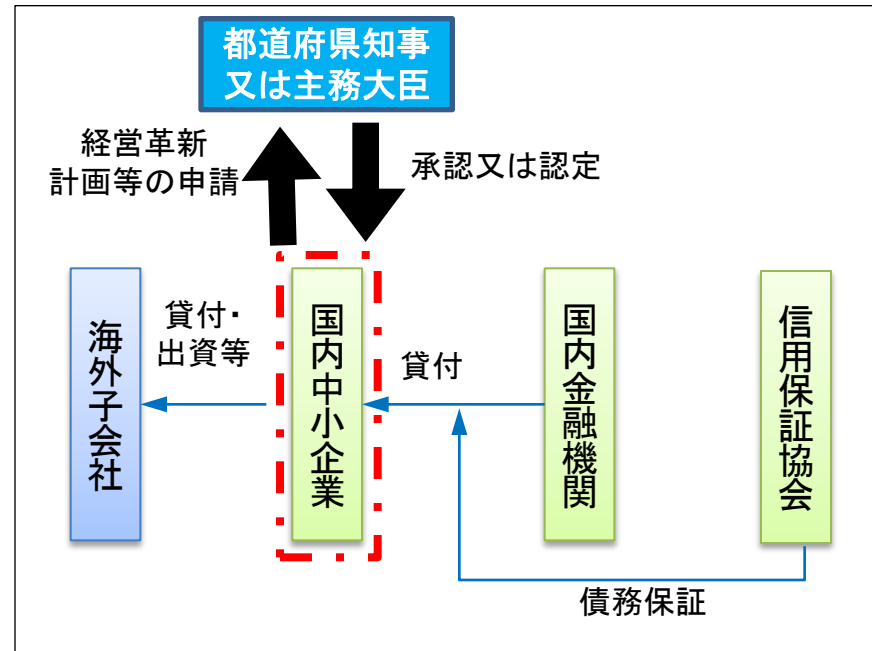 都道府県知事
又は主務大臣
経営革新
計画等の申請
承認又は認定
海外子会社
貸付・
出資等
国内中小企業
貸付
国内金融機関
信用保証協会
債務保証